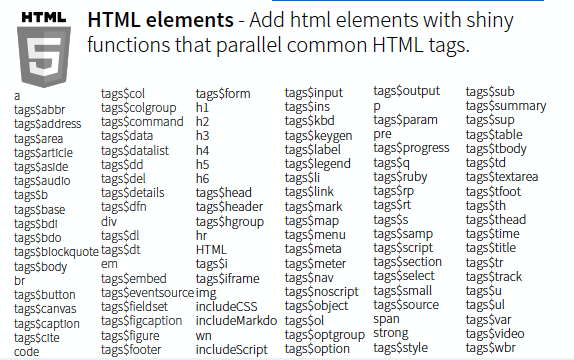 HTML
5
HTML elements - Add html elements with shiny
functions that parallel common HTML tags.
a
tags$abbr
tags$address
tags$area
tags$article
tags$aside
tags$audio
tags$b
tags$base
tags$bdi
tags$bdo
tags$blockquote
tags$body
br
tags$button
tags$canvas
tags$caption
tags$cite
code
tags$col
tags$colgroup
tags$command
tags$data
tags$datalist
tags$dd
tags$del
tags$details
tags$dfn
div
tags$dl
tags$dt
em
tags$embed
tags$eventsource
tags$fieldset
tags$figcaption
tags$figure
tags$footer
tags$form
h1
h2
h3
h4
h5
h6
tags$head
tags$header
tags$hgroup
hr
HTML
tags$i
tags$iframe
img
includeCSS
includeMarkdo
wn
includeScript
tags$input
tags$ins
tags$kbd
tags$keygen
tags$label
tags$legend
tags$li
tags$link
tags$mark
tags$map
tags$menu
tags$meta
tags$meter
tags$nav
tags$noscript
tags$object
tags$ol
tags$optgroup
tags$option
tags$output
p
tags$param
pre
tags$progress
tags$q
tags$ruby
tags$rp
tags$rt
tags$s
tags$samp
tags$script
tags$section
tags$select
tags$small
tags$source
span
strong
tags$style
tags$sub
tags$summary
tags$sup
tags$table
tags$tbody
tags$td
tags$textarea
tags$tfoot
tags$th
tags$thead
tags$time
tags$title
tags$tr
tags$track
tags$u
tags$ul
tags$var
tags$video
tags$wbr